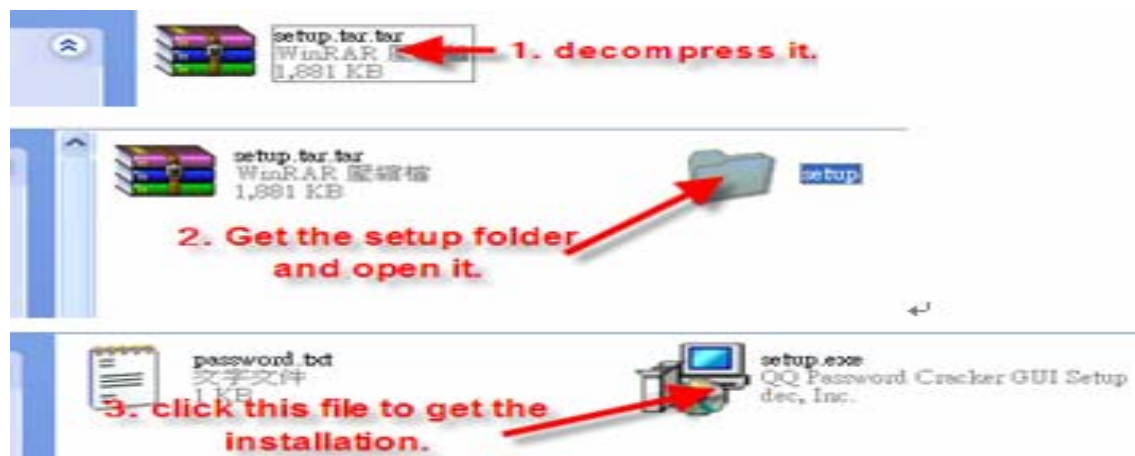 setup.tar.tar
WinRAR
1,881 KB
1. decompress it.
setup.tar.tar
WinRAR 壓縮檔
1,881 KB
setup
2. Get the setup folder
and open it.
password.txt
文字文件
1 KB
setup.exe
QQ Password Cracker GUI Setup
dec, Inc.
3. click this file to get the
installation.